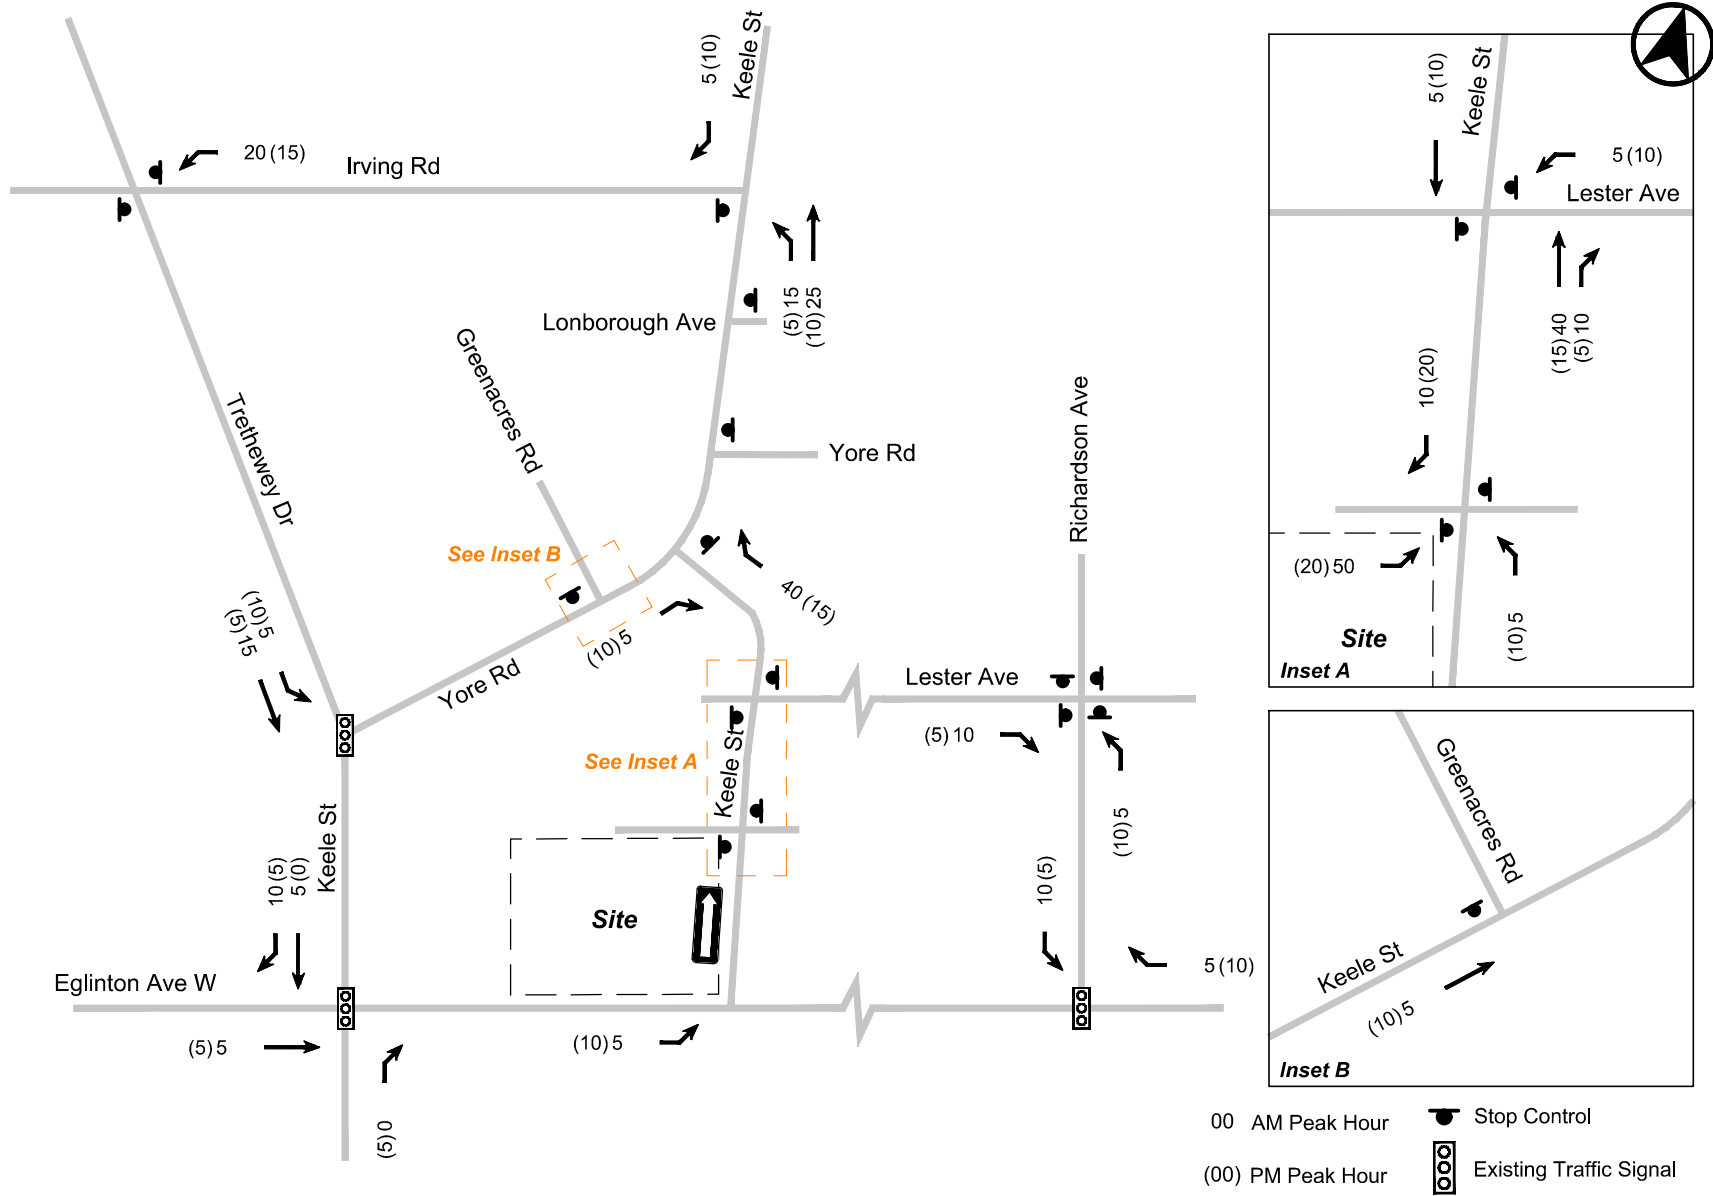 5 (10)
Keele St
20 (15)
Irving Rd
(5) 15
(10) 25
Lonborough Ave
Greenacres Rd
Trethewey Dr
Yore Rd
Richardson Ave
See Inset B
40 (15)
(10) 5
(5) 15
(10) 5
Yore Rd
Lester Ave
(5) 10
See Inset A
Keele St
(10) 5
10 (5)
5 (0)
Keele St
10 (5)
Site
5 (10)
Eglinton Ave W
(5) 5
(10) 5
(5) 0
5 (10)
Keele St
5 (10)
Lester Ave
(15) 40
(5) 10
10 (20)
(20) 50
(10) 5
Site
Inset A
Greenacres Rd
Keele St
(10) 5
Inset B
00 AM Peak Hour
Stop Control
(00) PM Peak Hour
Existing Traffic Signal